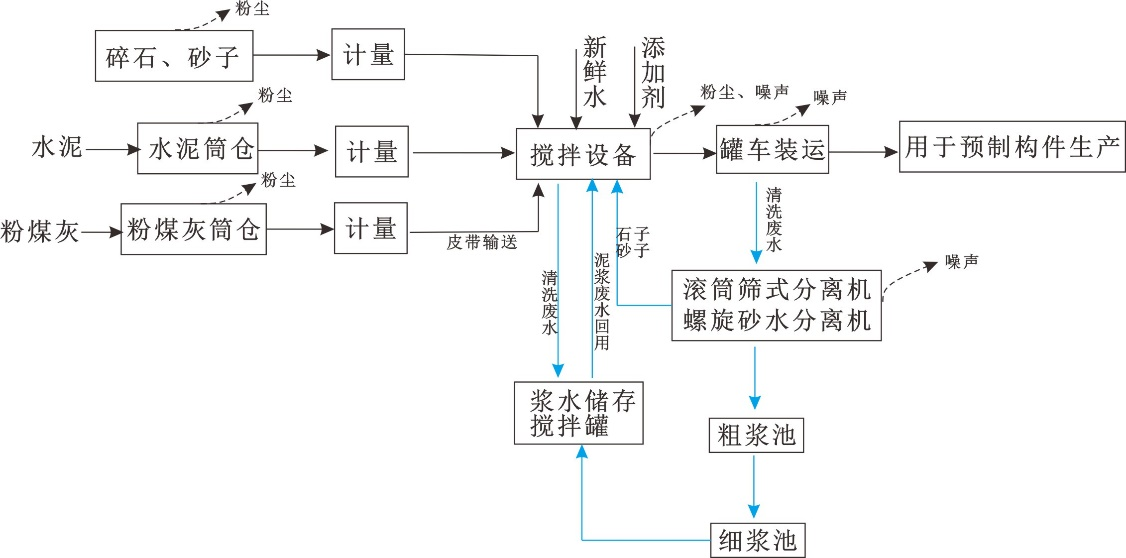 粉尘
碎石、砂子
计量
新鲜水
添加剂
粉尘
粉尘、噪声
噪声
水泥
水泥筒仓
计量
搅拌设备
罐车装运
用于预制构件生产
粉尘
粉煤灰
粉煤灰筒仓
计量
皮带输送
清洗废水
泥浆废水回用
石子
砂子
清洗废水
噪声
滚筒筛式分离机
螺旋砂水分离机
浆水储存
搅拌罐
粗浆池
细浆池